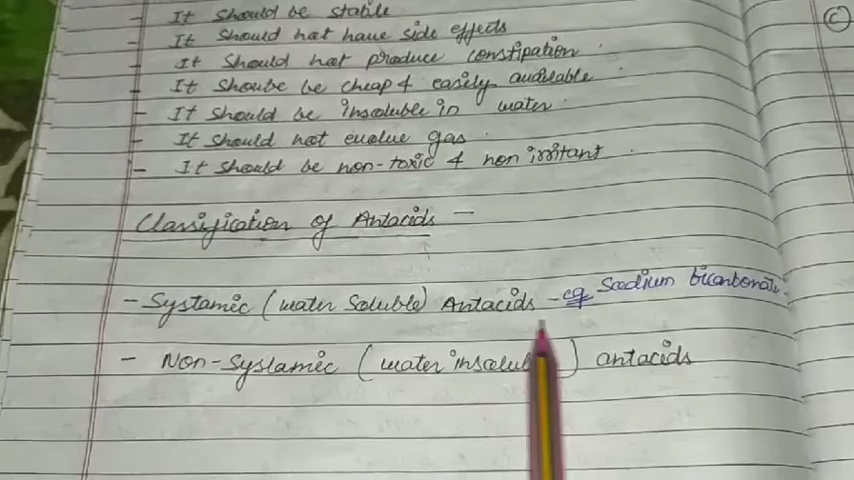 - It should be stable
- It should not have side effects
- It should not produce constipation .
- It shoube be cheap & easily audieable .
- It should be insoluble in water .
- It should not evolue gas .
- It should be non-toxic & non irritant .
Classification of Antacids -
- Systamic (water soluble) Antacids - eg Soodium bicarbonate.
- Non-Systamic (water insolub ) antacids
C